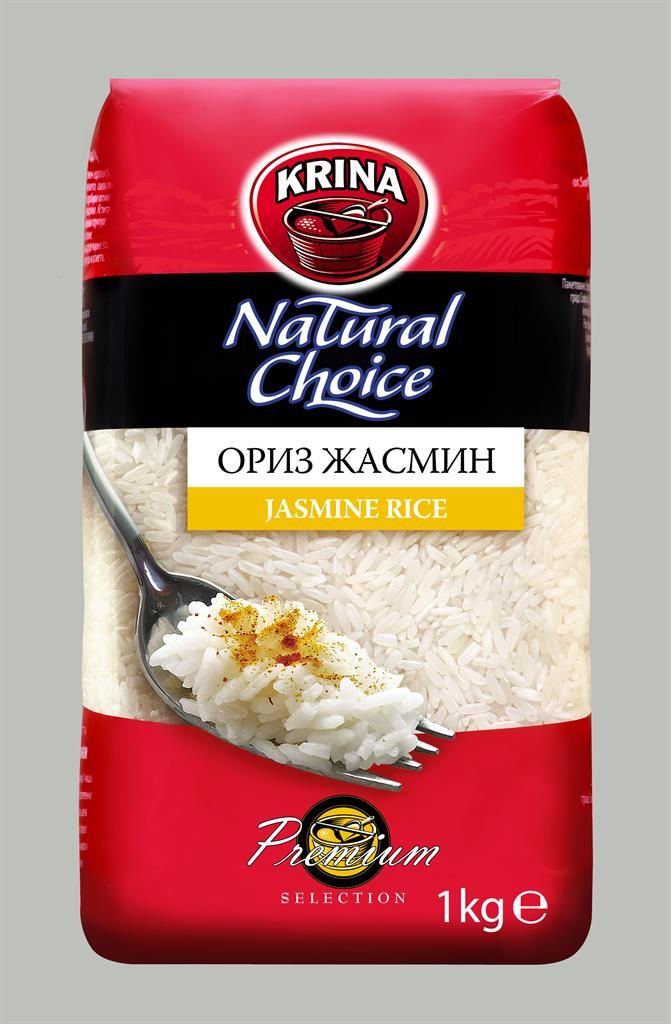 KRINA
Natural
Choice
ОРИЗ ЖАСМИН
JASMINE RICE
Premium
SELECTION
1kg ℮